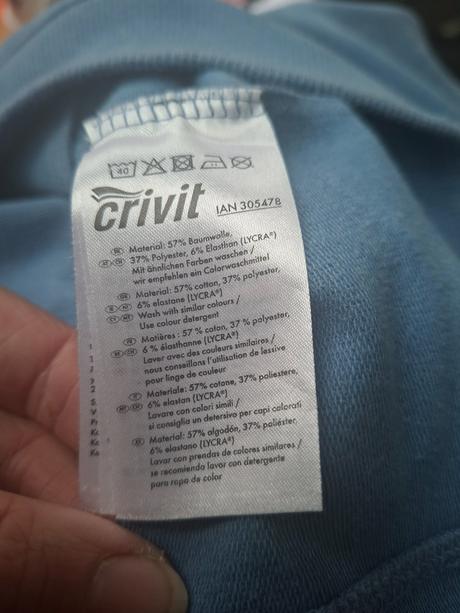 40
crivit IAN 305478
DE Material: 57% Baumwolle,
AT CH 37% Polyester, 6% Elasthan (LYCRA®)
Mit ähnlichen Farben waschen /
wir empfehlen ein Colorwaschmittel
Material: 57% cotton, 37% polyester,
6% elastane (LYCRA®)
Wash with similar colours /
Use colour detergent
Matières : 57 % coton, 37 % polyester,
6 % élasthanne (LYCRA®)
Laver avec des couleurs similaires /
nous conseillons l'utilisation de lessive
pour linge de couleur
Materiale: 57% cotone, 37% poliestere,
6% elastan (LYCRA®)
Lavare con colori simili /
si consiglia un detersivo per capi colorati
Material: 57% algodón, 37% poliéster,
6% elastano (LYCRA®)
Lavar con prendas de colores similares /
se recomienda lavar con detergente
para ropa de color